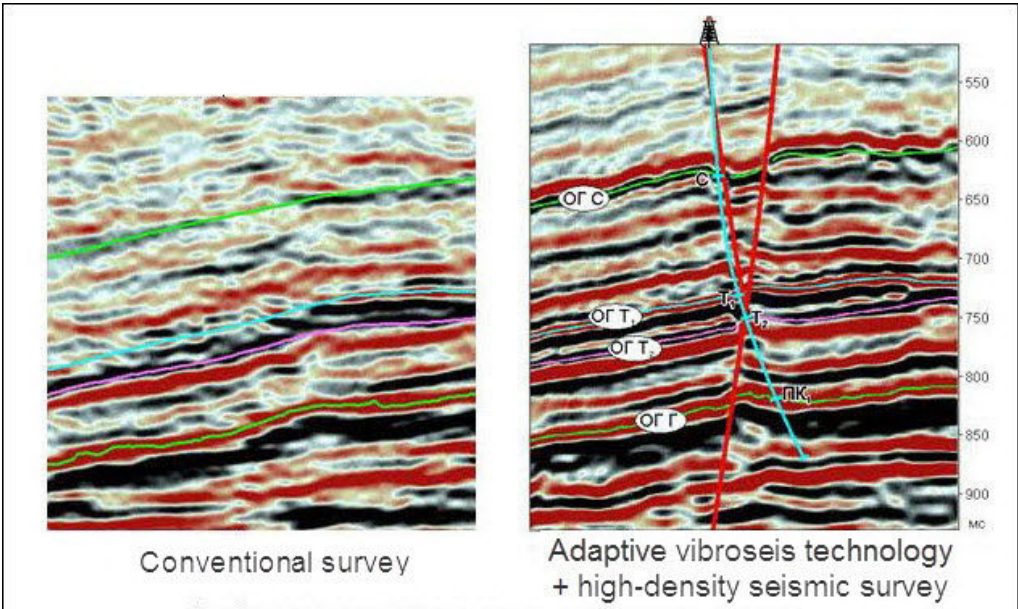 550
600
С
ОГ С
650
700
Т₁
750
ОГ Т₁
Т₂
ОГ Т₂
800
ПК₁
ОГ Г
850
900
мс
Conventional survey
Adaptive vibroseis technology
+ high-density seismic survey